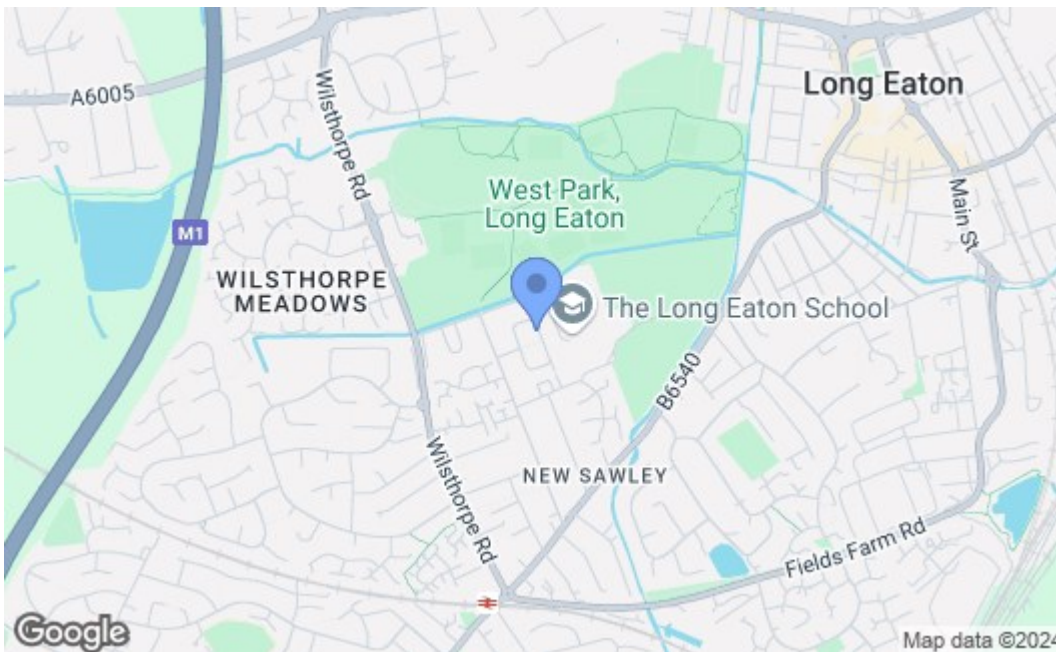 A6005
Wilsthorpe Rd
Long Eaton
West Park,
Long Eaton
Main St
M1
WILSTHORPE
MEADOWS
The Long Eaton School
B6540
Wilsthorpe Rd
NEW SAWLEY
Fields Farm Rd
Google
Map data ©2024